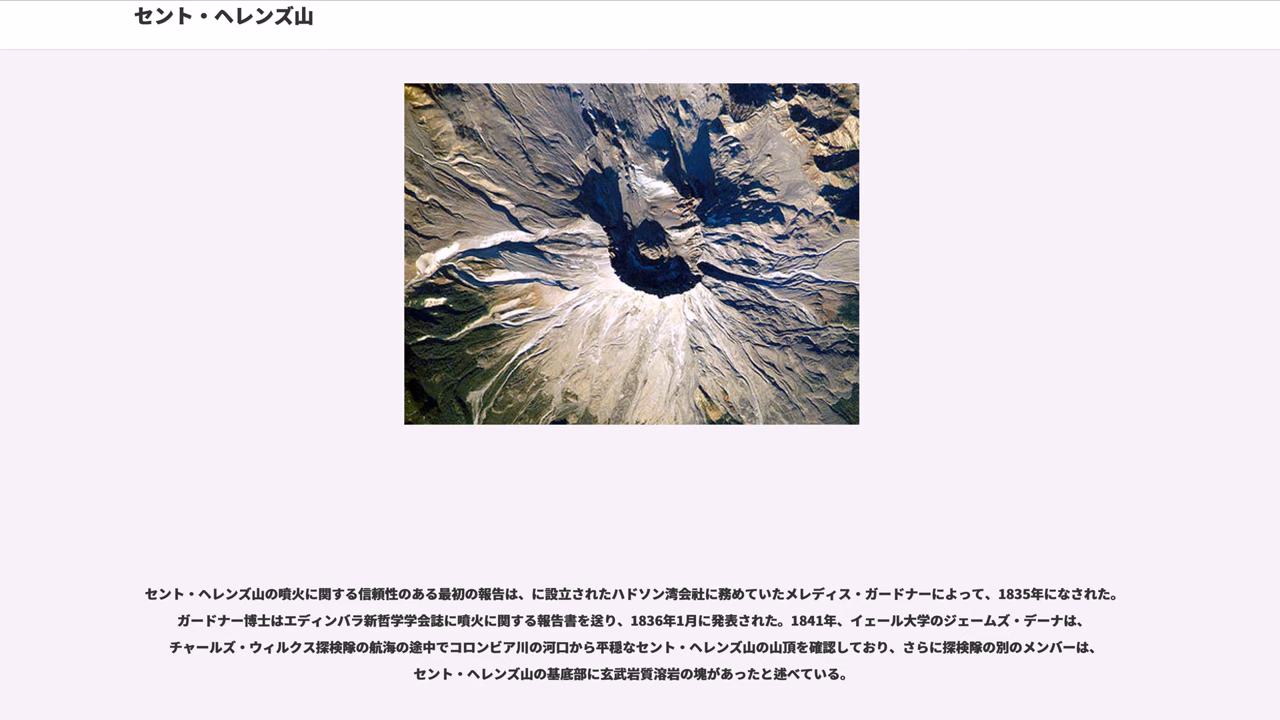 セント・ヘレンズ山
セント・ヘレンズ山の噴火に関する信頼性のある最初の報告は、に設立されたハドソン湾会社に務めていたメレディス・ガードナーによって、1835年になされた。
ガードナー博士はエディンバラ新哲学学会誌に噴火に関する報告書を送り、1836年1月に発表された。1841年、イェール大学のジェームズ・デーナは、
チャールズ・ウィルクス探検隊の航海の途中でコロンビア川の河口から平穏なセント・ヘレンズ山の山頂を確認しており、さらに探検隊の別のメンバーは、
セント・ヘレンズ山の基底部に玄武岩質溶岩の塊があったと述べている。